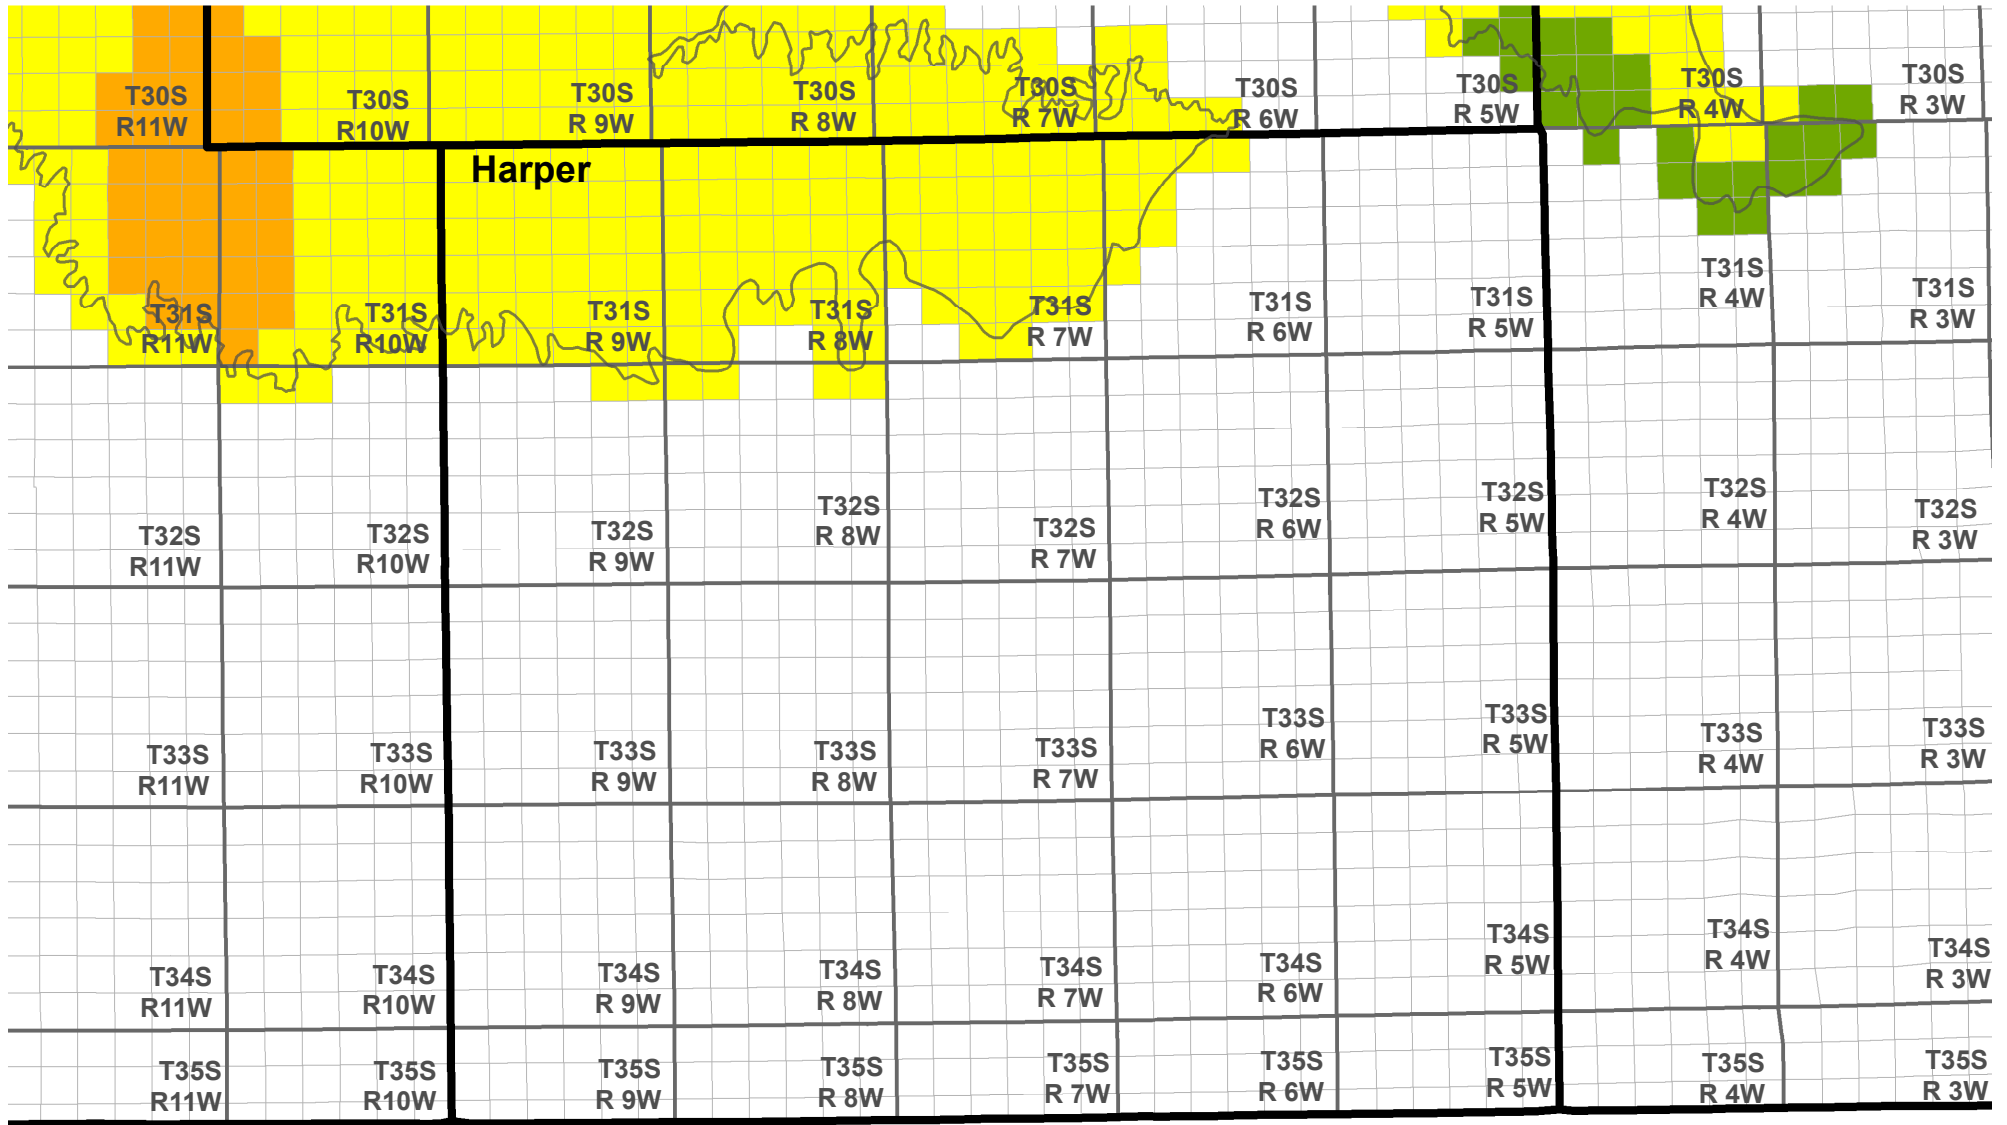 T30S
R11W
T30S
R10W
T30S
R 9W
T30S
R 8W
T30S
R 7W
T30S
R 6W
T30S
R 5W
T30S
R 4W
T30S
R 3W
Harper
T31S
R11W
T31S
R10W
T31S
R 9W
T31S
R 8W
T31S
R 7W
T31S
R 6W
T31S
R 5W
T31S
R 4W
T31S
R 3W
T32S
R11W
T32S
R10W
T32S
R 9W
T32S
R 8W
T32S
R 7W
T32S
R 6W
T32S
R 5W
T32S
R 4W
T32S
R 3W
T33S
R11W
T33S
R10W
T33S
R 9W
T33S
R 8W
T33S
R 7W
T33S
R 6W
T33S
R 5W
T33S
R 4W
T33S
R 3W
T34S
R11W
T34S
R10W
T34S
R 9W
T34S
R 8W
T34S
R 7W
T34S
R 6W
T34S
R 5W
T34S
R 4W
T34S
R 3W
T35S
R11W
T35S
R10W
T35S
R 9W
T35S
R 8W
T35S
R 7W
T35S
R 6W
T35S
R 5W
T35S
R 4W
T35S
R 3W